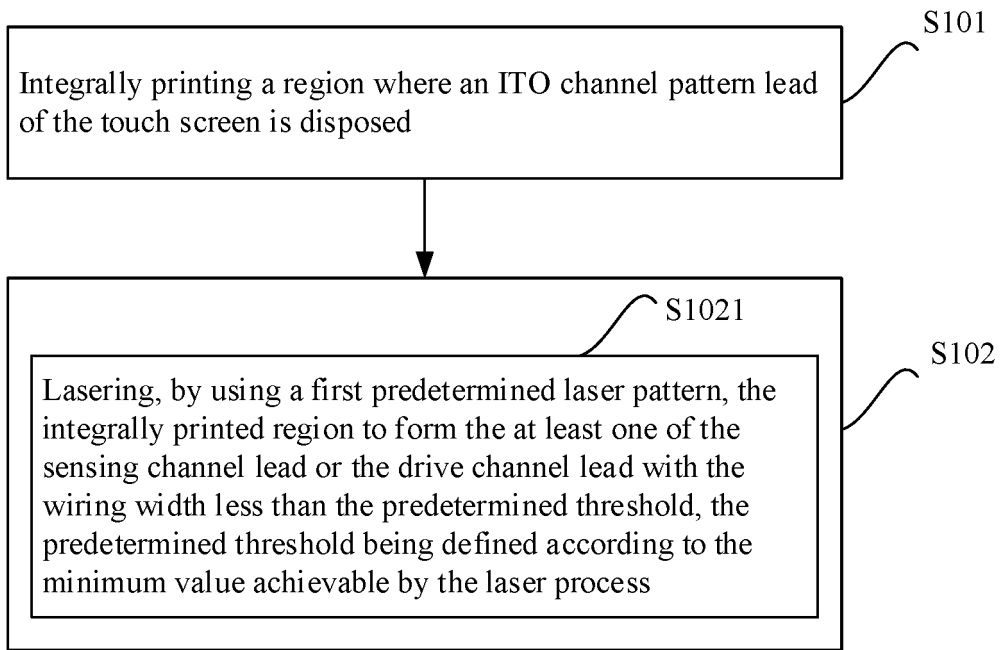 S101
Integrally printing a region where an ITO channel pattern lead
of the touch screen is disposed
S1021
S102
Lasering, by using a first predetermined laser pattern, the
integrally printed region to form the at least one of the
sensing channel lead or the drive channel lead with the
wiring width less than the predetermined threshold, the
predetermined threshold being defined according to the
minimum value achievable by the laser process